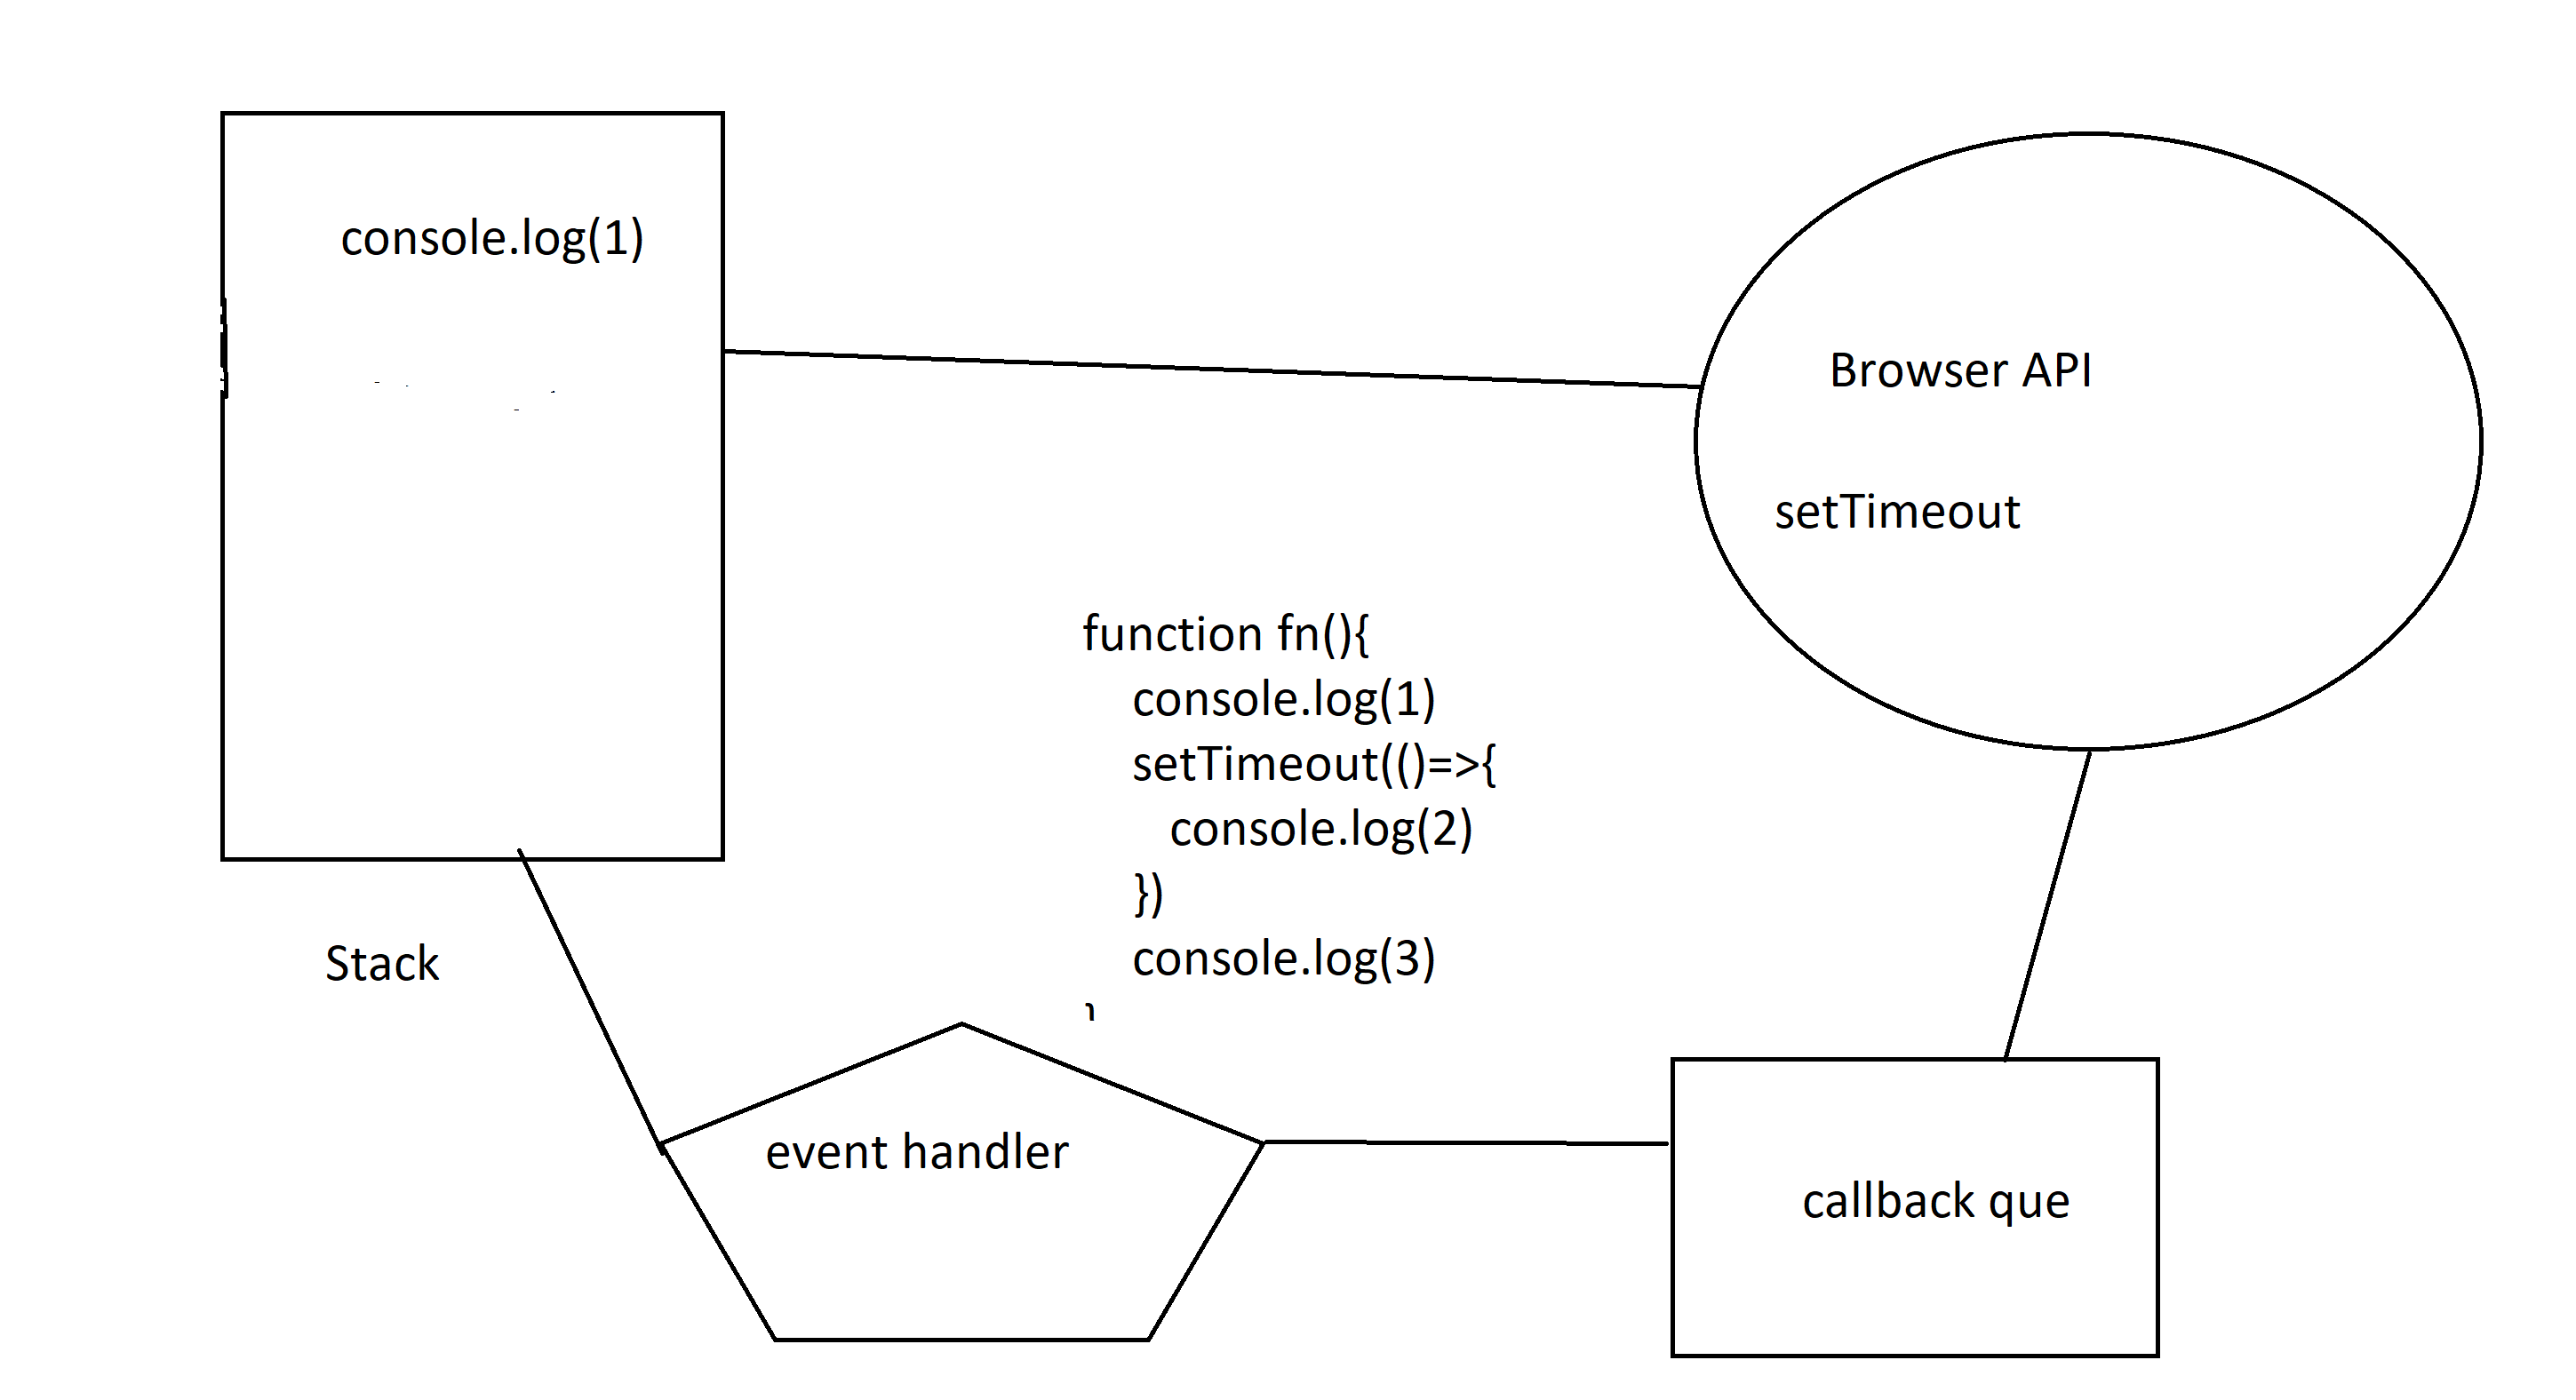 console.log(1)
Browser API
setTimeout
function fn(){
console.log(1)
setTimeout(()=>{
console.log(2)
})
console.log(3)
Stack
event handler
callback que